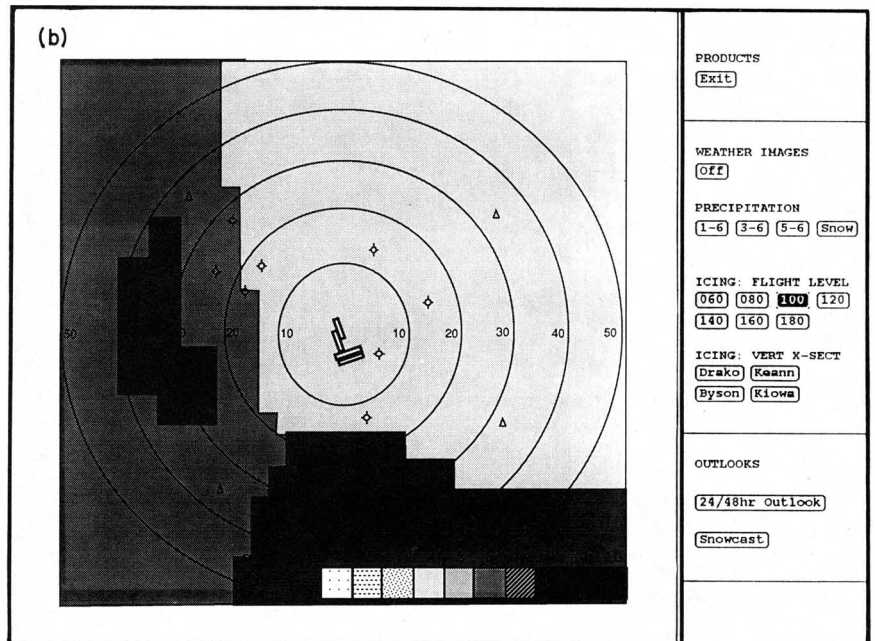 (b)
50 20 10 10 20 30 40 50
PRODUCTS
Exit
WEATHER IMAGES
Off
PRECIPITATION
1-6 3-6 5-6 Snow
ICING: FLIGHT LEVEL
060 080 100 120
140 160 180
ICING: VERT X-SECT
Drako Keann
Byson Kiowa
OUTLOOKS
24/48hr Outlook
Snowcast